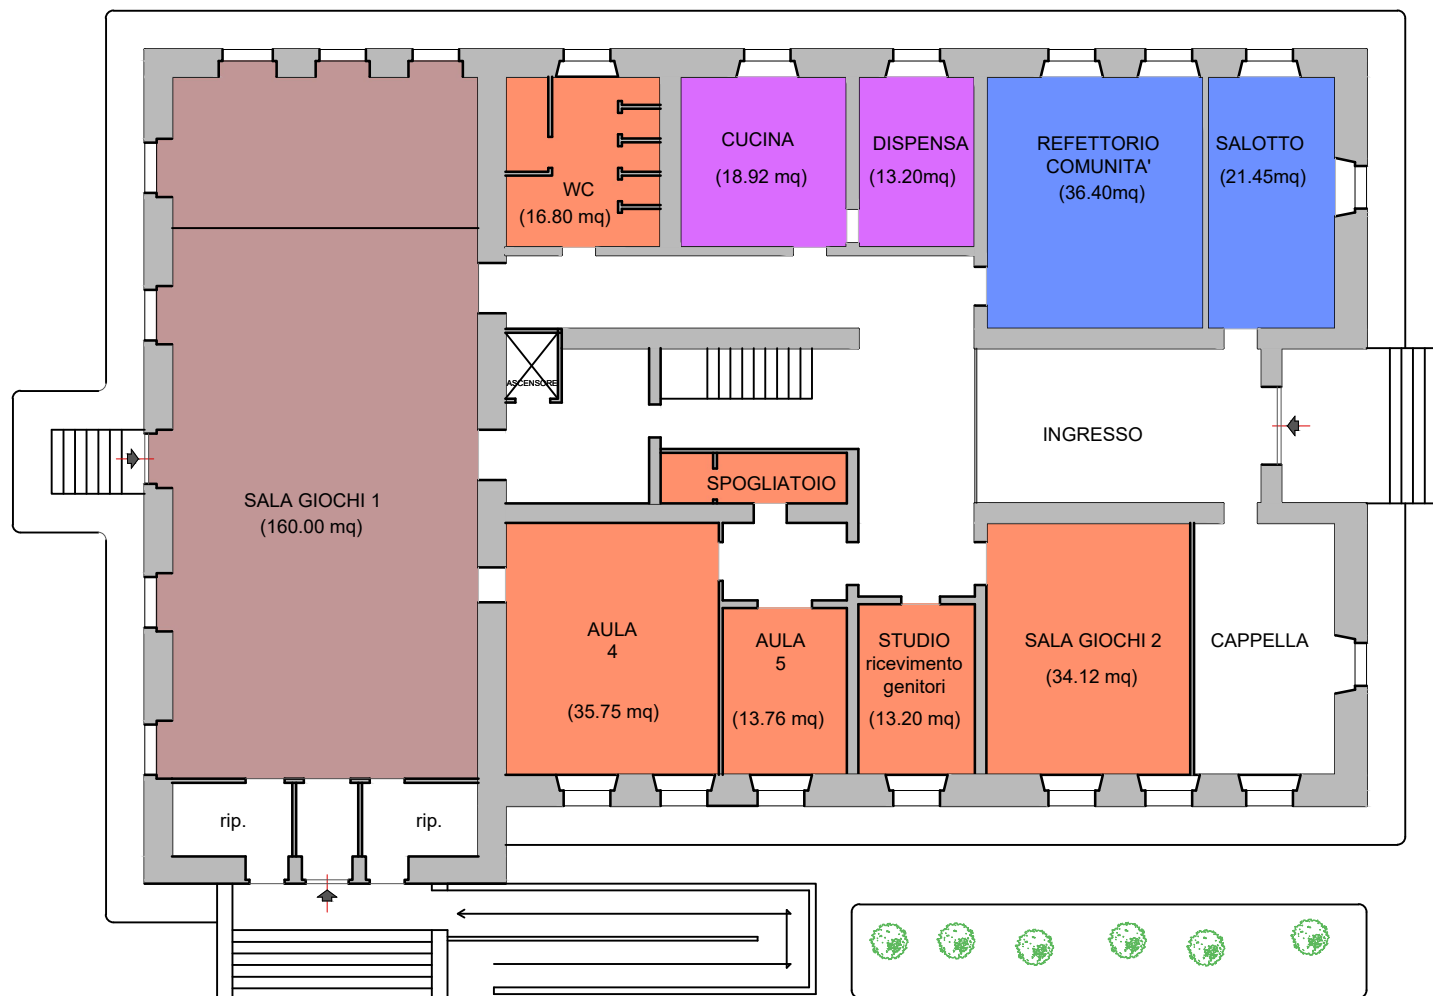 CUCINA
(18.92 mq)
DISPENSA
(13.20mq)
REFETTORIO
COMUNITA'
(36.40mq)
SALOTTO
(21.45mq)
WC
(16.80 mq)
ASCENSORE
INGRESSO
SPOGLIATOIO
SALA GIOCHI 1
(160.00 mq)
AULA
4
(35.75 mq)
AULA
5
(13.76 mq)
STUDIO
ricevimento
genitori
(13.20 mq)
SALA GIOCHI 2
(34.12 mq)
CAPPELLA
rip.
rip.